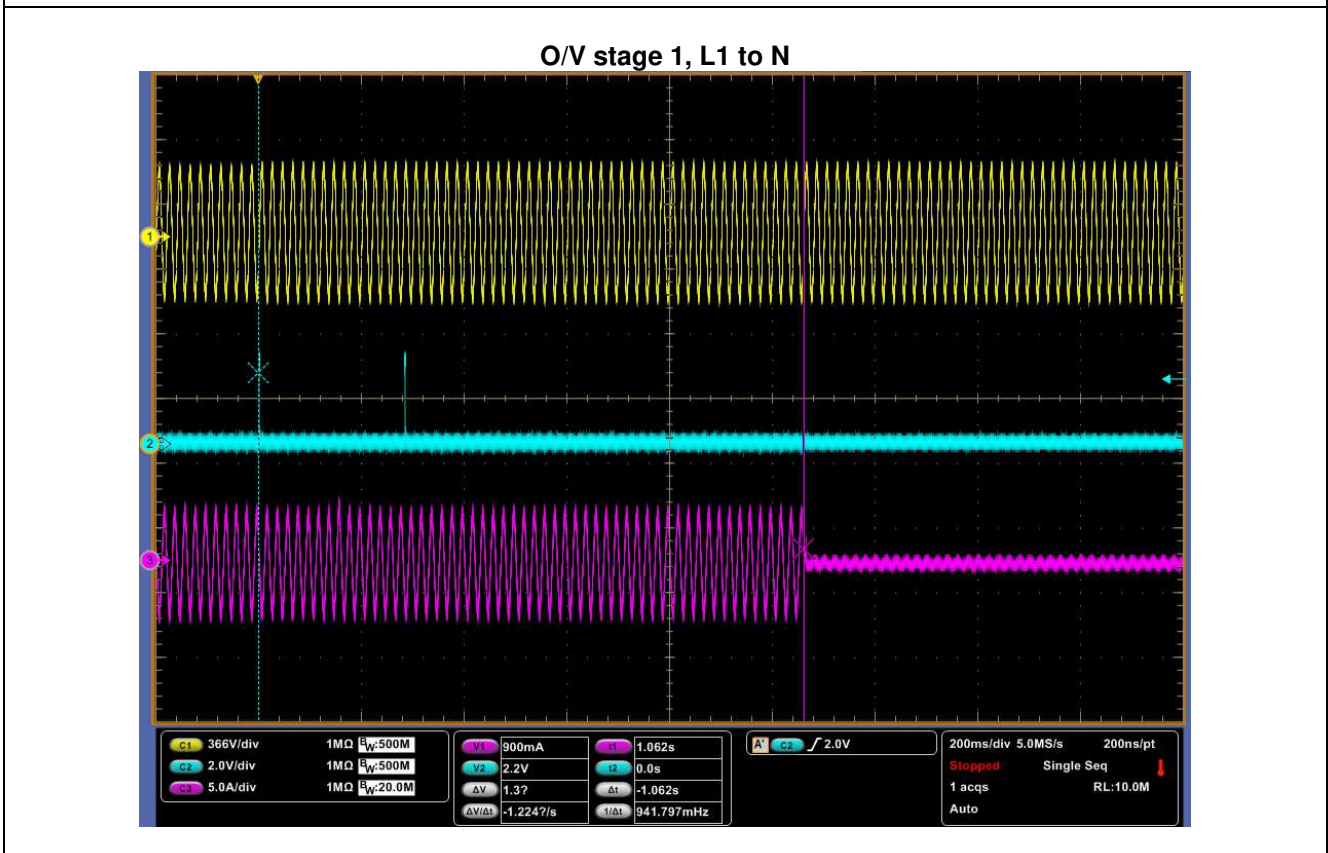 O/V stage 1, L1 to N
1
2
3
C1 366V/div 1MΩ BW:500M
C2 2.0V/div 1MΩ BW:500M
C3 5.0A/div 1MΩ BW:20.0M
V1 900mA t1 1.062s
V2 2.2V t2 0.0s
ΔV 1.3? Δt -1.062s
ΔV/Δt -1.224?/s 1/Δt 941.797mHz
A' C2 2.0V
200ms/div 5.0MS/s 200ns/pt
Stopped Single Seq
1 acqs RL:10.0M
Auto